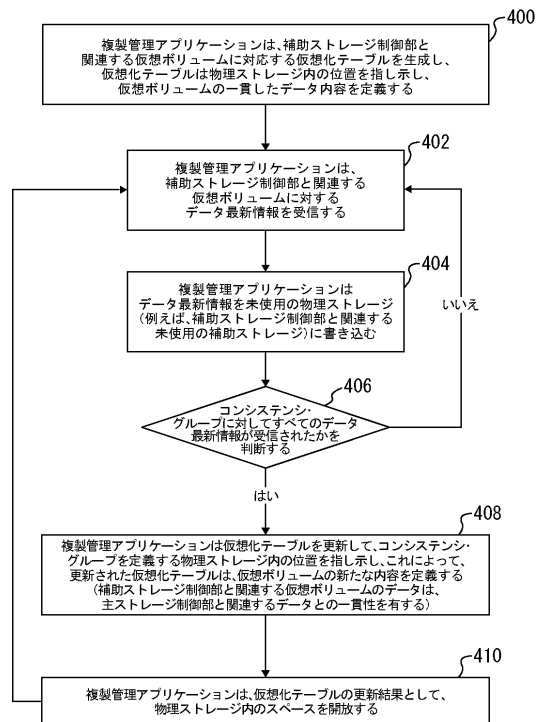 400
複製管理アプリケーションは、補助ストレージ制御部と
関連する仮想ボリュームに対応する仮想化テーブルを生成し、
仮想化テーブルは物理ストレージ内の位置を指し示し、
仮想ボリュームの一貫したデータ内容を定義する
402
複製管理アプリケーションは、
補助ストレージ制御部と関連する
仮想ボリュームに対する
データ最新情報を受信する
404
複製管理アプリケーションは
データ最新情報を未使用の物理ストレージ
(例えば、補助ストレージ制御部と関連する
未使用の補助ストレージ)に書き込む
いいえ
406
コンシステンシ・
グループに対してすべてのデータ
最新情報が受信されたかを
判断する
はい
408
複製管理アプリケーションは仮想化テーブルを更新して、コンシステンシ・
グループを定義する物理ストレージ内の位置を指し示し、これによって、
更新された仮想化テーブルは、仮想ボリュームの新たな内容を定義する
(補助ストレージ制御部と関連する仮想ボリュームのデータは、
主ストレージ制御部と関連するデータとの一貫性を有する)
410
複製管理アプリケーションは、仮想化テーブルの更新結果として、
物理ストレージ内のスペースを開放する